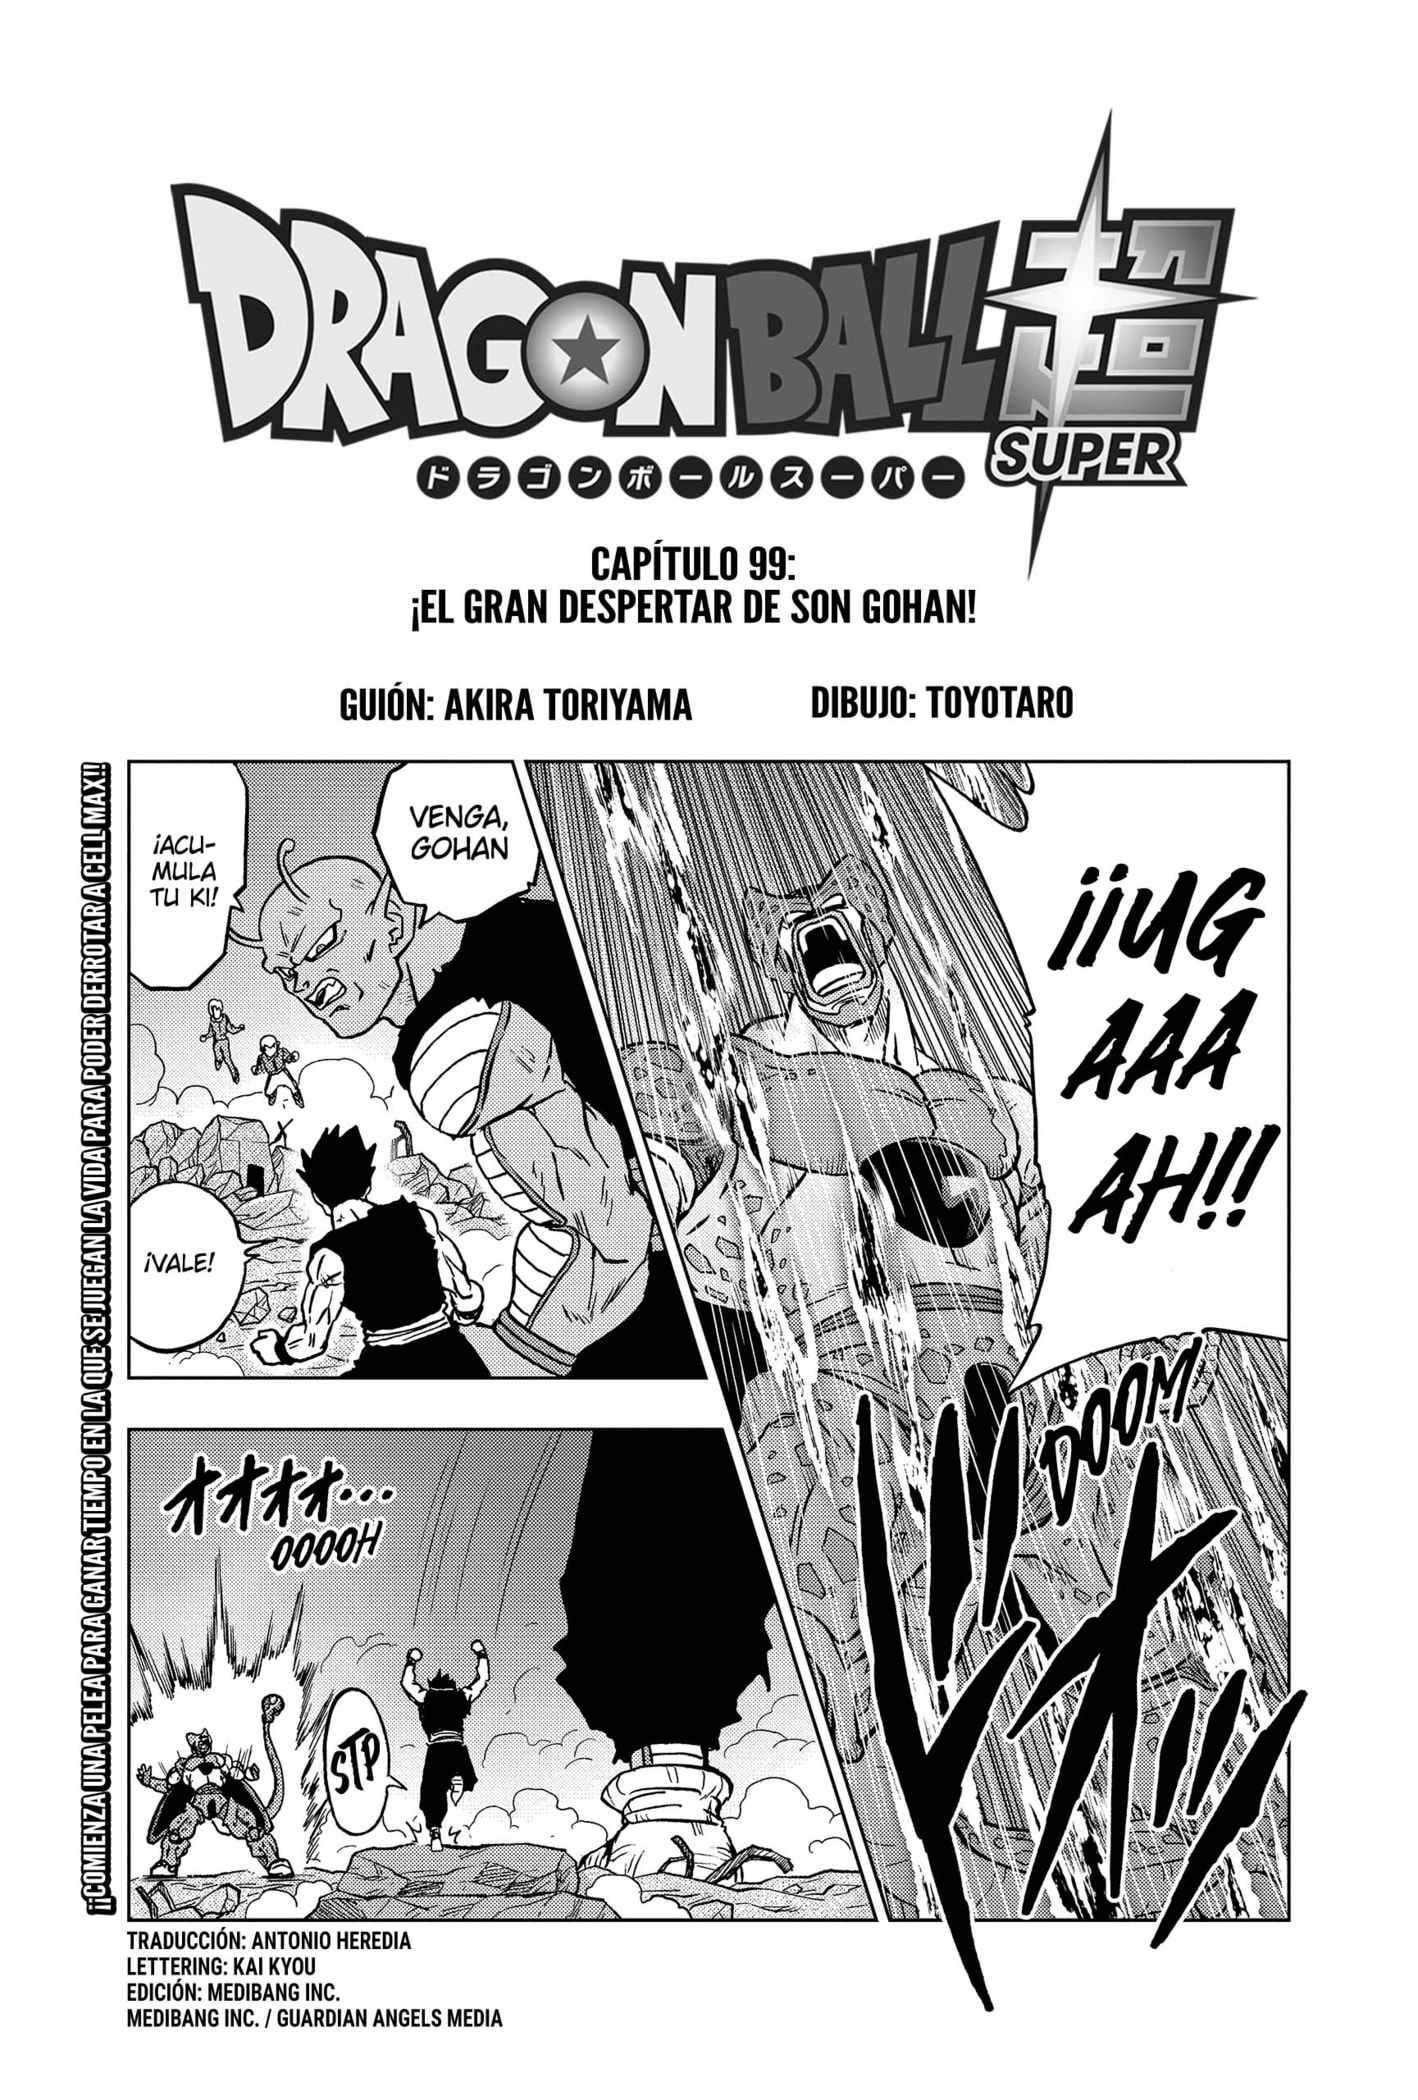 DRAGON BALL超
SUPER
ドラゴンボールスーパー
CAPÍTULO 99:
¡EL GRAN DESPERTAR DE SON GOHAN!
GUIÓN: AKIRA TORIYAMA
DIBUJO: TOYOTARO
¡¡COMIENZA UNA PELEA PARA GANAR TIEMPO EN LA QUE SE JUEGAN LA VIDA PARA PODER DERROTAR A CELL MAX!!
¡¡UG
AAA
AH!!
DOOM
ドオ
VENGA,
GOHAN
¡ACU-
MULA
TU KI!
¡VALE!
オオオオ...
OOOOH
STP
TRADUCCIÓN: ANTONIO HEREDIA
LETTERING: KAI KYOU
EDICIÓN: MEDIBANG INC.
MEDIBANG INC. / GUARDIAN ANGELS MEDIA